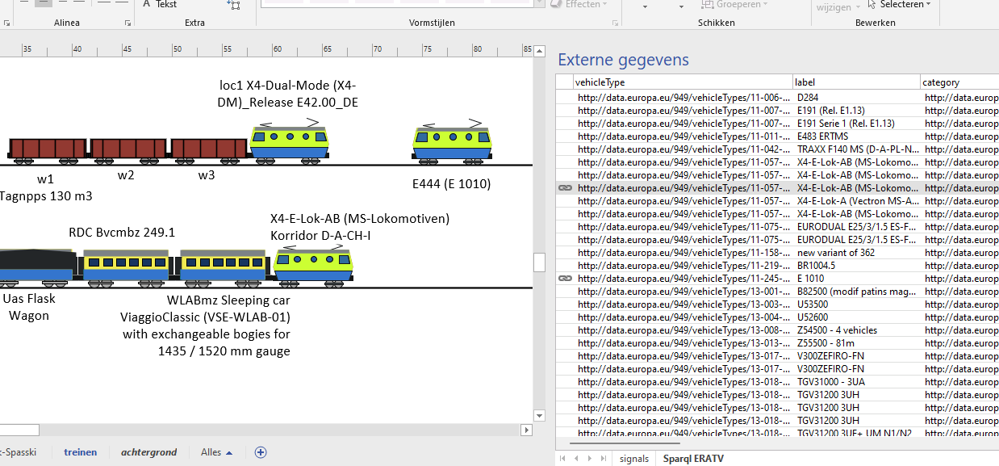 Tekst
Effecten
Groeperen
wijzigen
Selecteren
Alinea
Extra
Vormstijlen
Schikken
Bewerken
35 40 45 50 55 60 65 70 75 80 85
loc1 X4-Dual-Mode (X4-
DM)_Release E42.00_DE
w1
w2
w3
Tagnpps 130 m3
E444 (E 1010)
RDC Bvcmbz 249.1
X4-E-Lok-AB (MS-Lokomotiven)
Korridor D-A-CH-I
Uas Flask
Wagon
WLABmz Sleeping car
ViaggioClassic (VSE-WLAB-01)
with exchangeable bogies for
1435 / 1520 mm gauge
-Spasski
treinen
achtergrond
Alles
Externe gegevens
vehicleType label category
http://data.europa.eu/949/vehicleTypes/11-006-... D284 http://data.europ
http://data.europa.eu/949/vehicleTypes/11-007-... E191 (Rel. E1.13) http://data.europ
http://data.europa.eu/949/vehicleTypes/11-007-... E191 Serie 1 (Rel. E1.13) http://data.europ
http://data.europa.eu/949/vehicleTypes/11-011-... E483 ERTMS http://data.europ
http://data.europa.eu/949/vehicleTypes/11-042-... TRAXX F140 MS (D-A-PL-N... http://data.europ
http://data.europa.eu/949/vehicleTypes/11-057-... X4-E-Lok-AB (MS-Lokomo... http://data.europ
http://data.europa.eu/949/vehicleTypes/11-057-... X4-E-Lok-AB (MS-Lokomo... http://data.europ
http://data.europa.eu/949/vehicleTypes/11-057-... X4-E-Lok-AB (MS-Lokomo... http://data.europ
http://data.europa.eu/949/vehicleTypes/11-057-... X4-E-Lok-A (Vectron MS-A... http://data.europ
http://data.europa.eu/949/vehicleTypes/11-057-... X4-E-Lok-AB (MS-Lokomo... http://data.europ
http://data.europa.eu/949/vehicleTypes/11-075-... EURODUAL E25/3/1.5 ES-F... http://data.europ
http://data.europa.eu/949/vehicleTypes/11-075-... EURODUAL E25/3/1.5 ES-F... http://data.europ
http://data.europa.eu/949/vehicleTypes/11-158-... new variant of 362 http://data.europ
http://data.europa.eu/949/vehicleTypes/11-219-... BR1004.5 http://data.europ
http://data.europa.eu/949/vehicleTypes/11-245-... E 1010 http://data.europ
http://data.europa.eu/949/vehicleTypes/13-001-... B82500 (modif patins mag... http://data.europ
http://data.europa.eu/949/vehicleTypes/13-003-... U53500 http://data.europ
http://data.europa.eu/949/vehicleTypes/13-004-... U52600 http://data.europ
http://data.europa.eu/949/vehicleTypes/13-008-... Z54500 - 4 vehicles http://data.europ
http://data.europa.eu/949/vehicleTypes/13-013-... Z55500 - 81m http://data.europ
http://data.europa.eu/949/vehicleTypes/13-017-... V300ZEFIRO-FN http://data.europ
http://data.europa.eu/949/vehicleTypes/13-017-... V300ZEFIRO-FN http://data.europ
http://data.europa.eu/949/vehicleTypes/13-018-... TGV31000 - 3UA http://data.europ
http://data.europa.eu/949/vehicleTypes/13-018-... TGV31200 3UH http://data.europ
http://data.europa.eu/949/vehicleTypes/13-018-... TGV31200 3UH http://data.europ
http://data.europa.eu/949/vehicleTypes/13-018-... TGV31200 3UH http://data.europ
http://data.europa.eu/949/vehicleTypes/13-018-... TGV31200 3UF+ UM N1/N2 http://data.europ
signals
Sparql ERATV